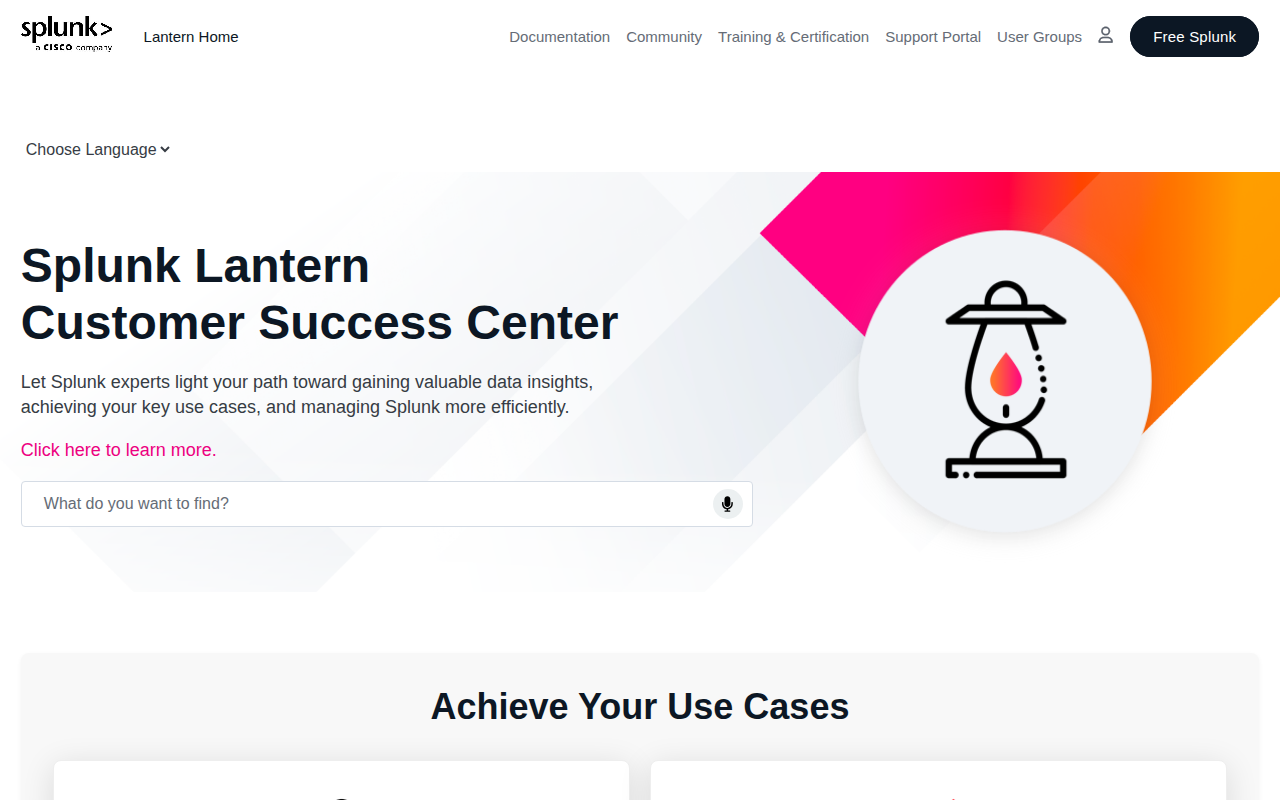 splunk>
a CISCO company
Lantern Home
Documentation
Community
Training & Certification
Support Portal
User Groups
Free Splunk
Choose Language
Splunk Lantern
Customer Success Center
Let Splunk experts light your path toward gaining valuable data insights,
achieving your key use cases, and managing Splunk more efficiently.
Click here to learn more.
What do you want to find?
Achieve Your Use Cases